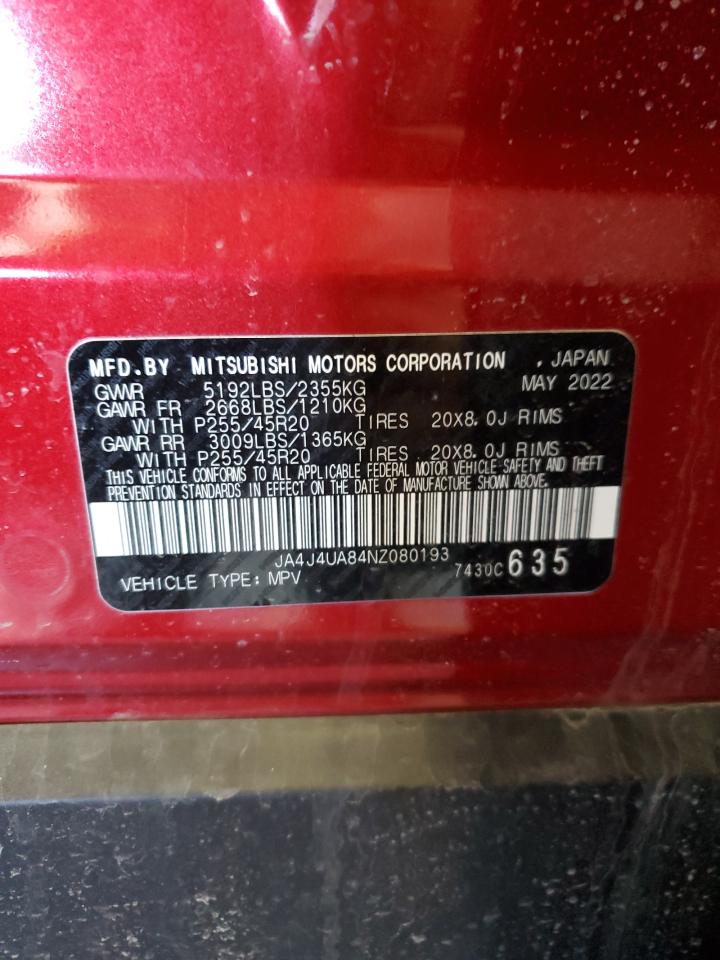 MFD.BY MITSUBISHI MOTORS CORPORATION , JAPAN
GVWR 5192LBS/2355KG MAY 2022
GAWR FR 2668LBS/1210KG
WITH P255/45R20 TIRES 20X8.0J RIMS
GAWR RR 3009LBS/1365KG
WITH P255/45R20 TIRES 20X8.0J RIMS
THIS VEHICLE CONFORMS TO ALL APPLICABLE FEDERAL MOTOR VEHICLE SAFETY AND THEFT
PREVENTION STANDARDS IN EFFECT ON THE DATE OF MANUFACTURE SHOWN ABOVE.
JA4J4UA84NZ080193
VEHICLE TYPE: MPV 7430C 635